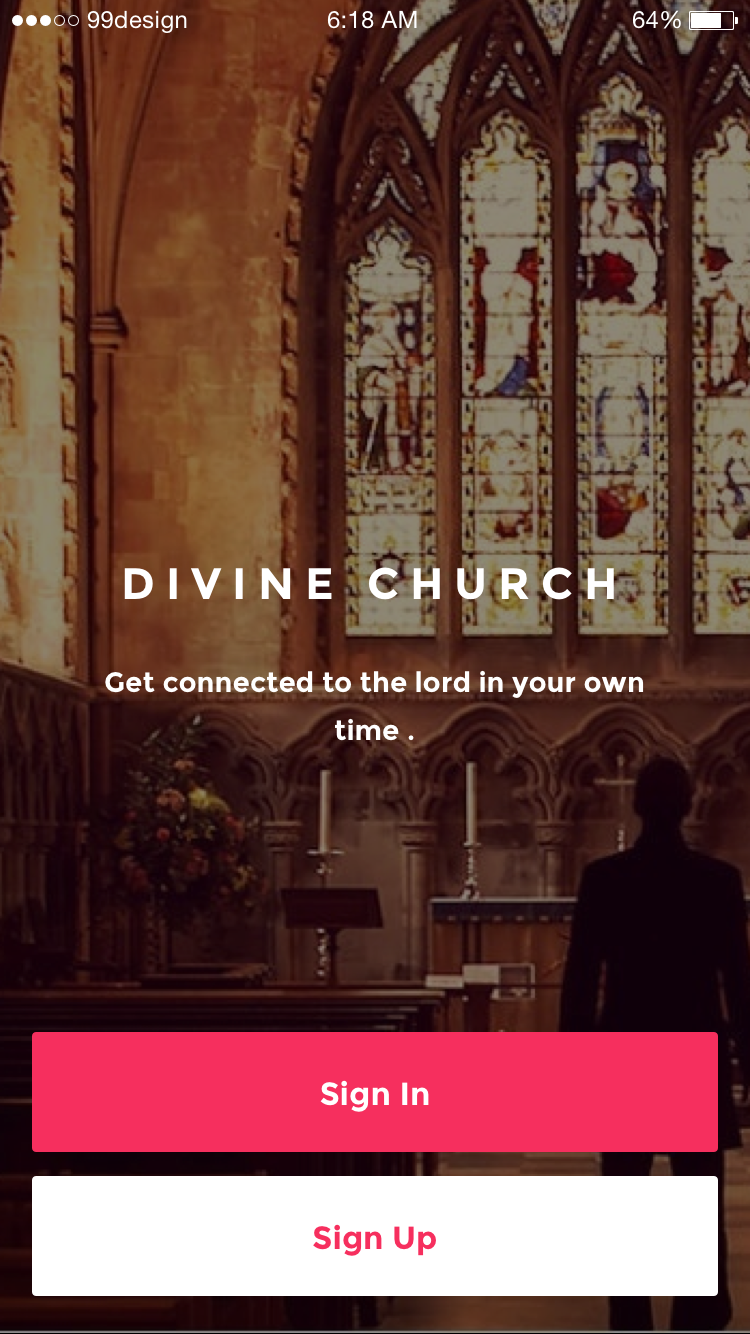 99design 6:18 AM 64%
DIVINE CHURCH
Get connected to the lord in your own
time .
Sign In
Sign Up